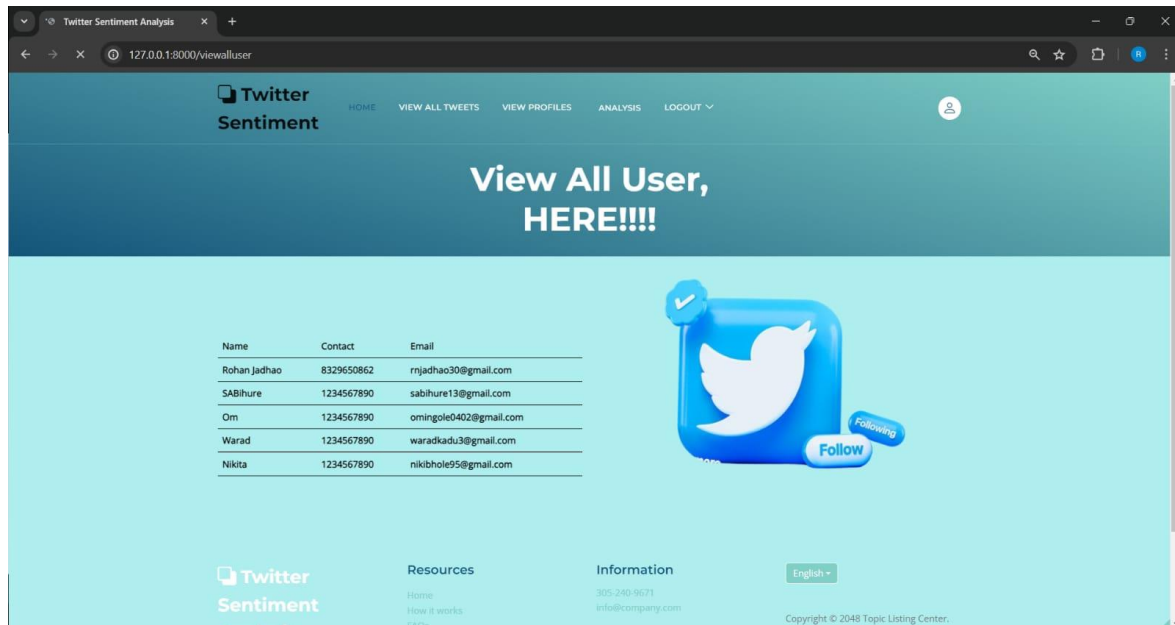 Twitter Sentiment Analysis
127.0.0.1:8000/viewalluser
R
Twitter
Sentiment
HOME VIEW ALL TWEETS VIEW PROFILES ANALYSIS LOGOUT
View All User,
HERE!!!!
Name Contact Email
Rohan Jadhao 8329650862 rnjadhao30@gmail.com
SABihure 1234567890 sabihure13@gmail.com
Om 1234567890 omingole0402@gmail.com
Warad 1234567890 waradkadu3@gmail.com
Nikita 1234567890 nikibhole95@gmail.com
Following
Follow
Twitter
Sentiment
Resources
Home
How it works
FAQs
Information
305-240-9671
info@company.com
English
Copyright © 2048 Topic Listing Center.